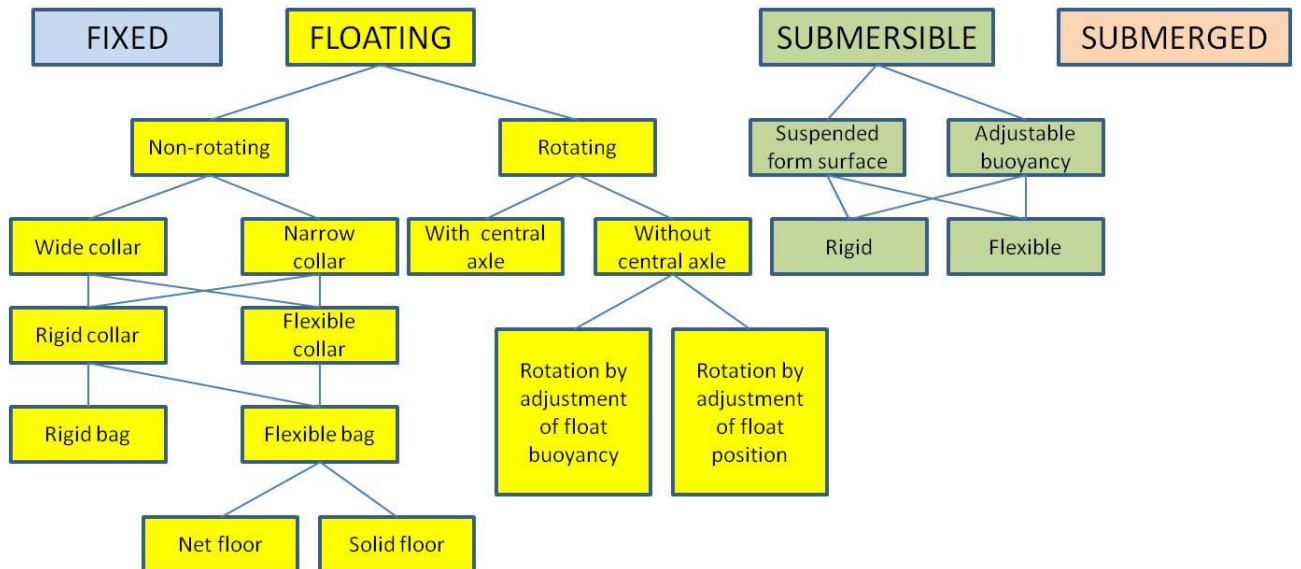 FIXED
FLOATING
SUBMERSIBLE
SUBMERGED
Non-rotating
Rotating
Suspended
form surface
Adjustable
buoyancy
Wide collar
Narrow
collar
With central
axle
Without
central axle
Rigid
Flexible
Rigid collar
Flexible
collar
Rotation by
adjustment
of float
buoyancy
Rotation by
adjustment
of float
position
Rigid bag
Flexible bag
Net floor
Solid floor